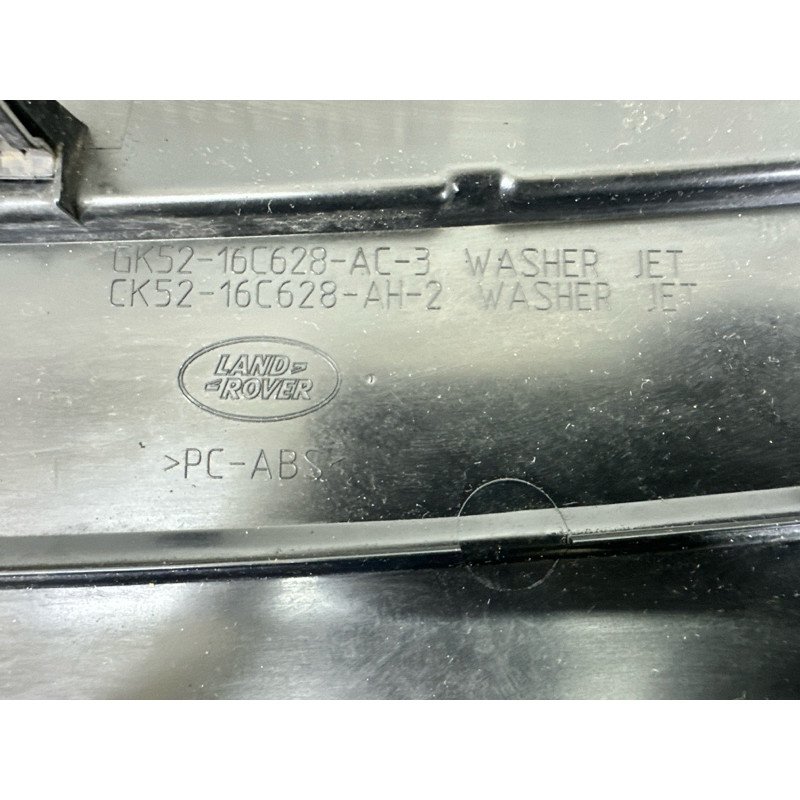 GK52-16C628-AC-3 WASHER JET
CK52-16C628-AH-2 WASHER JET
LAND-
-ROVER
>PC-ABS<